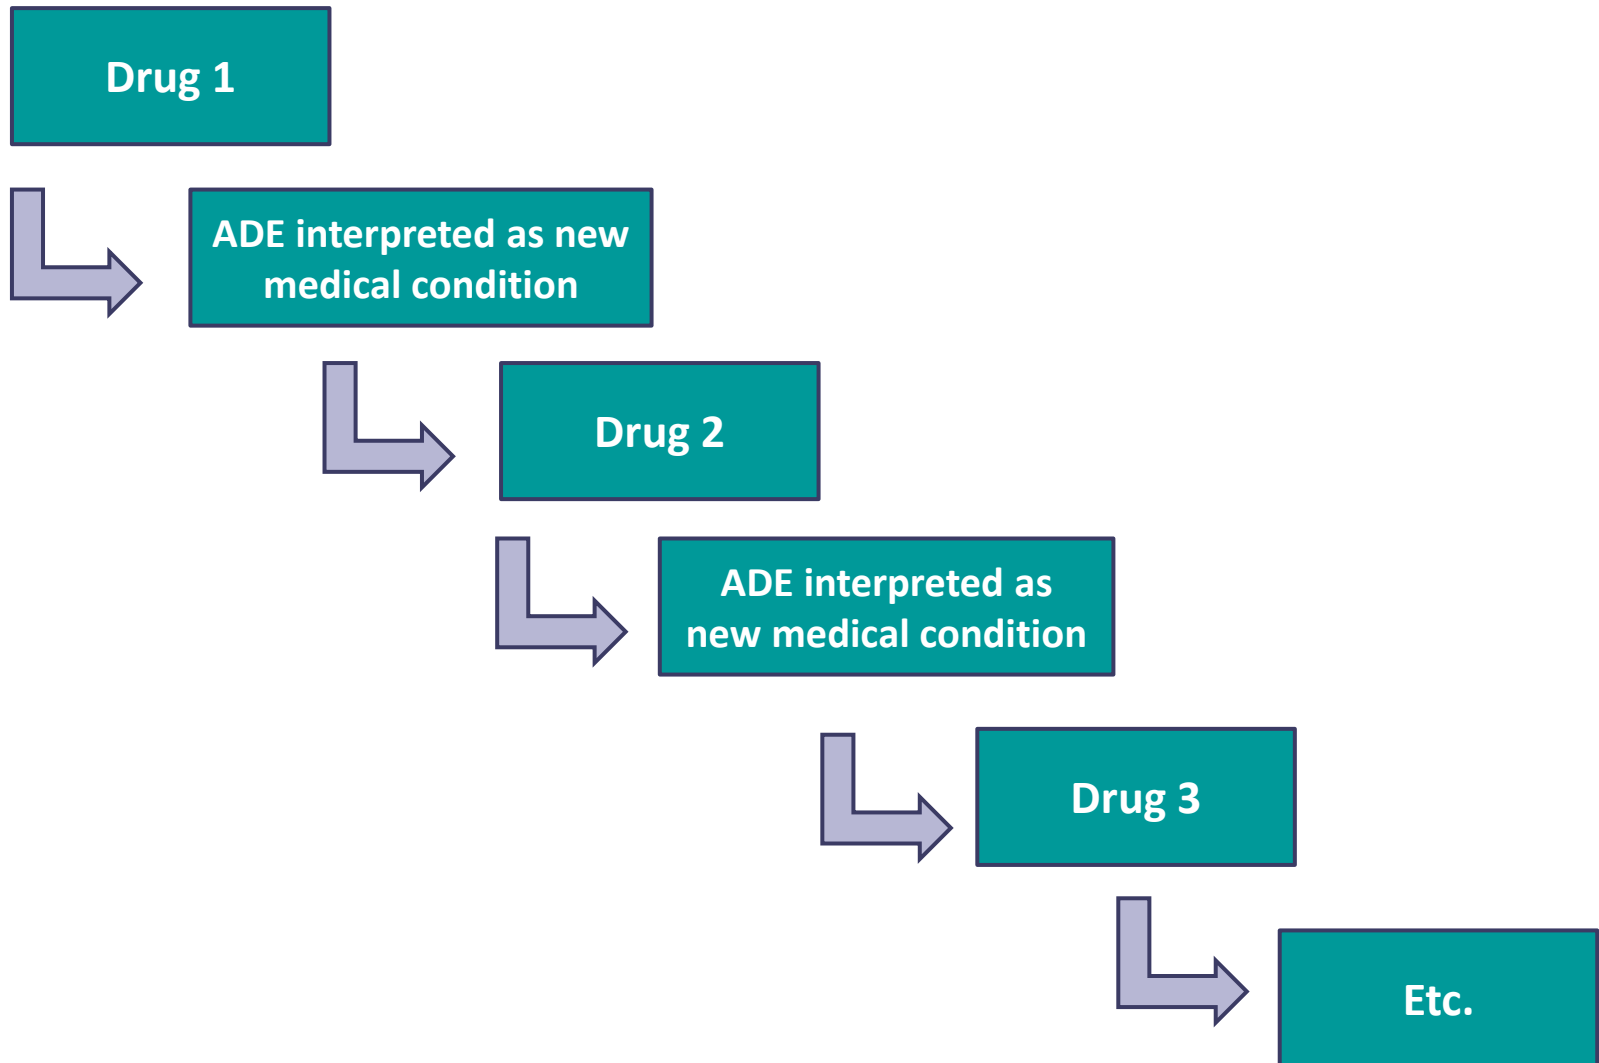 Drug 1
ADE interpreted as new
medical condition
Drug 2
ADE interpreted as
new medical condition
Drug 3
Etc.